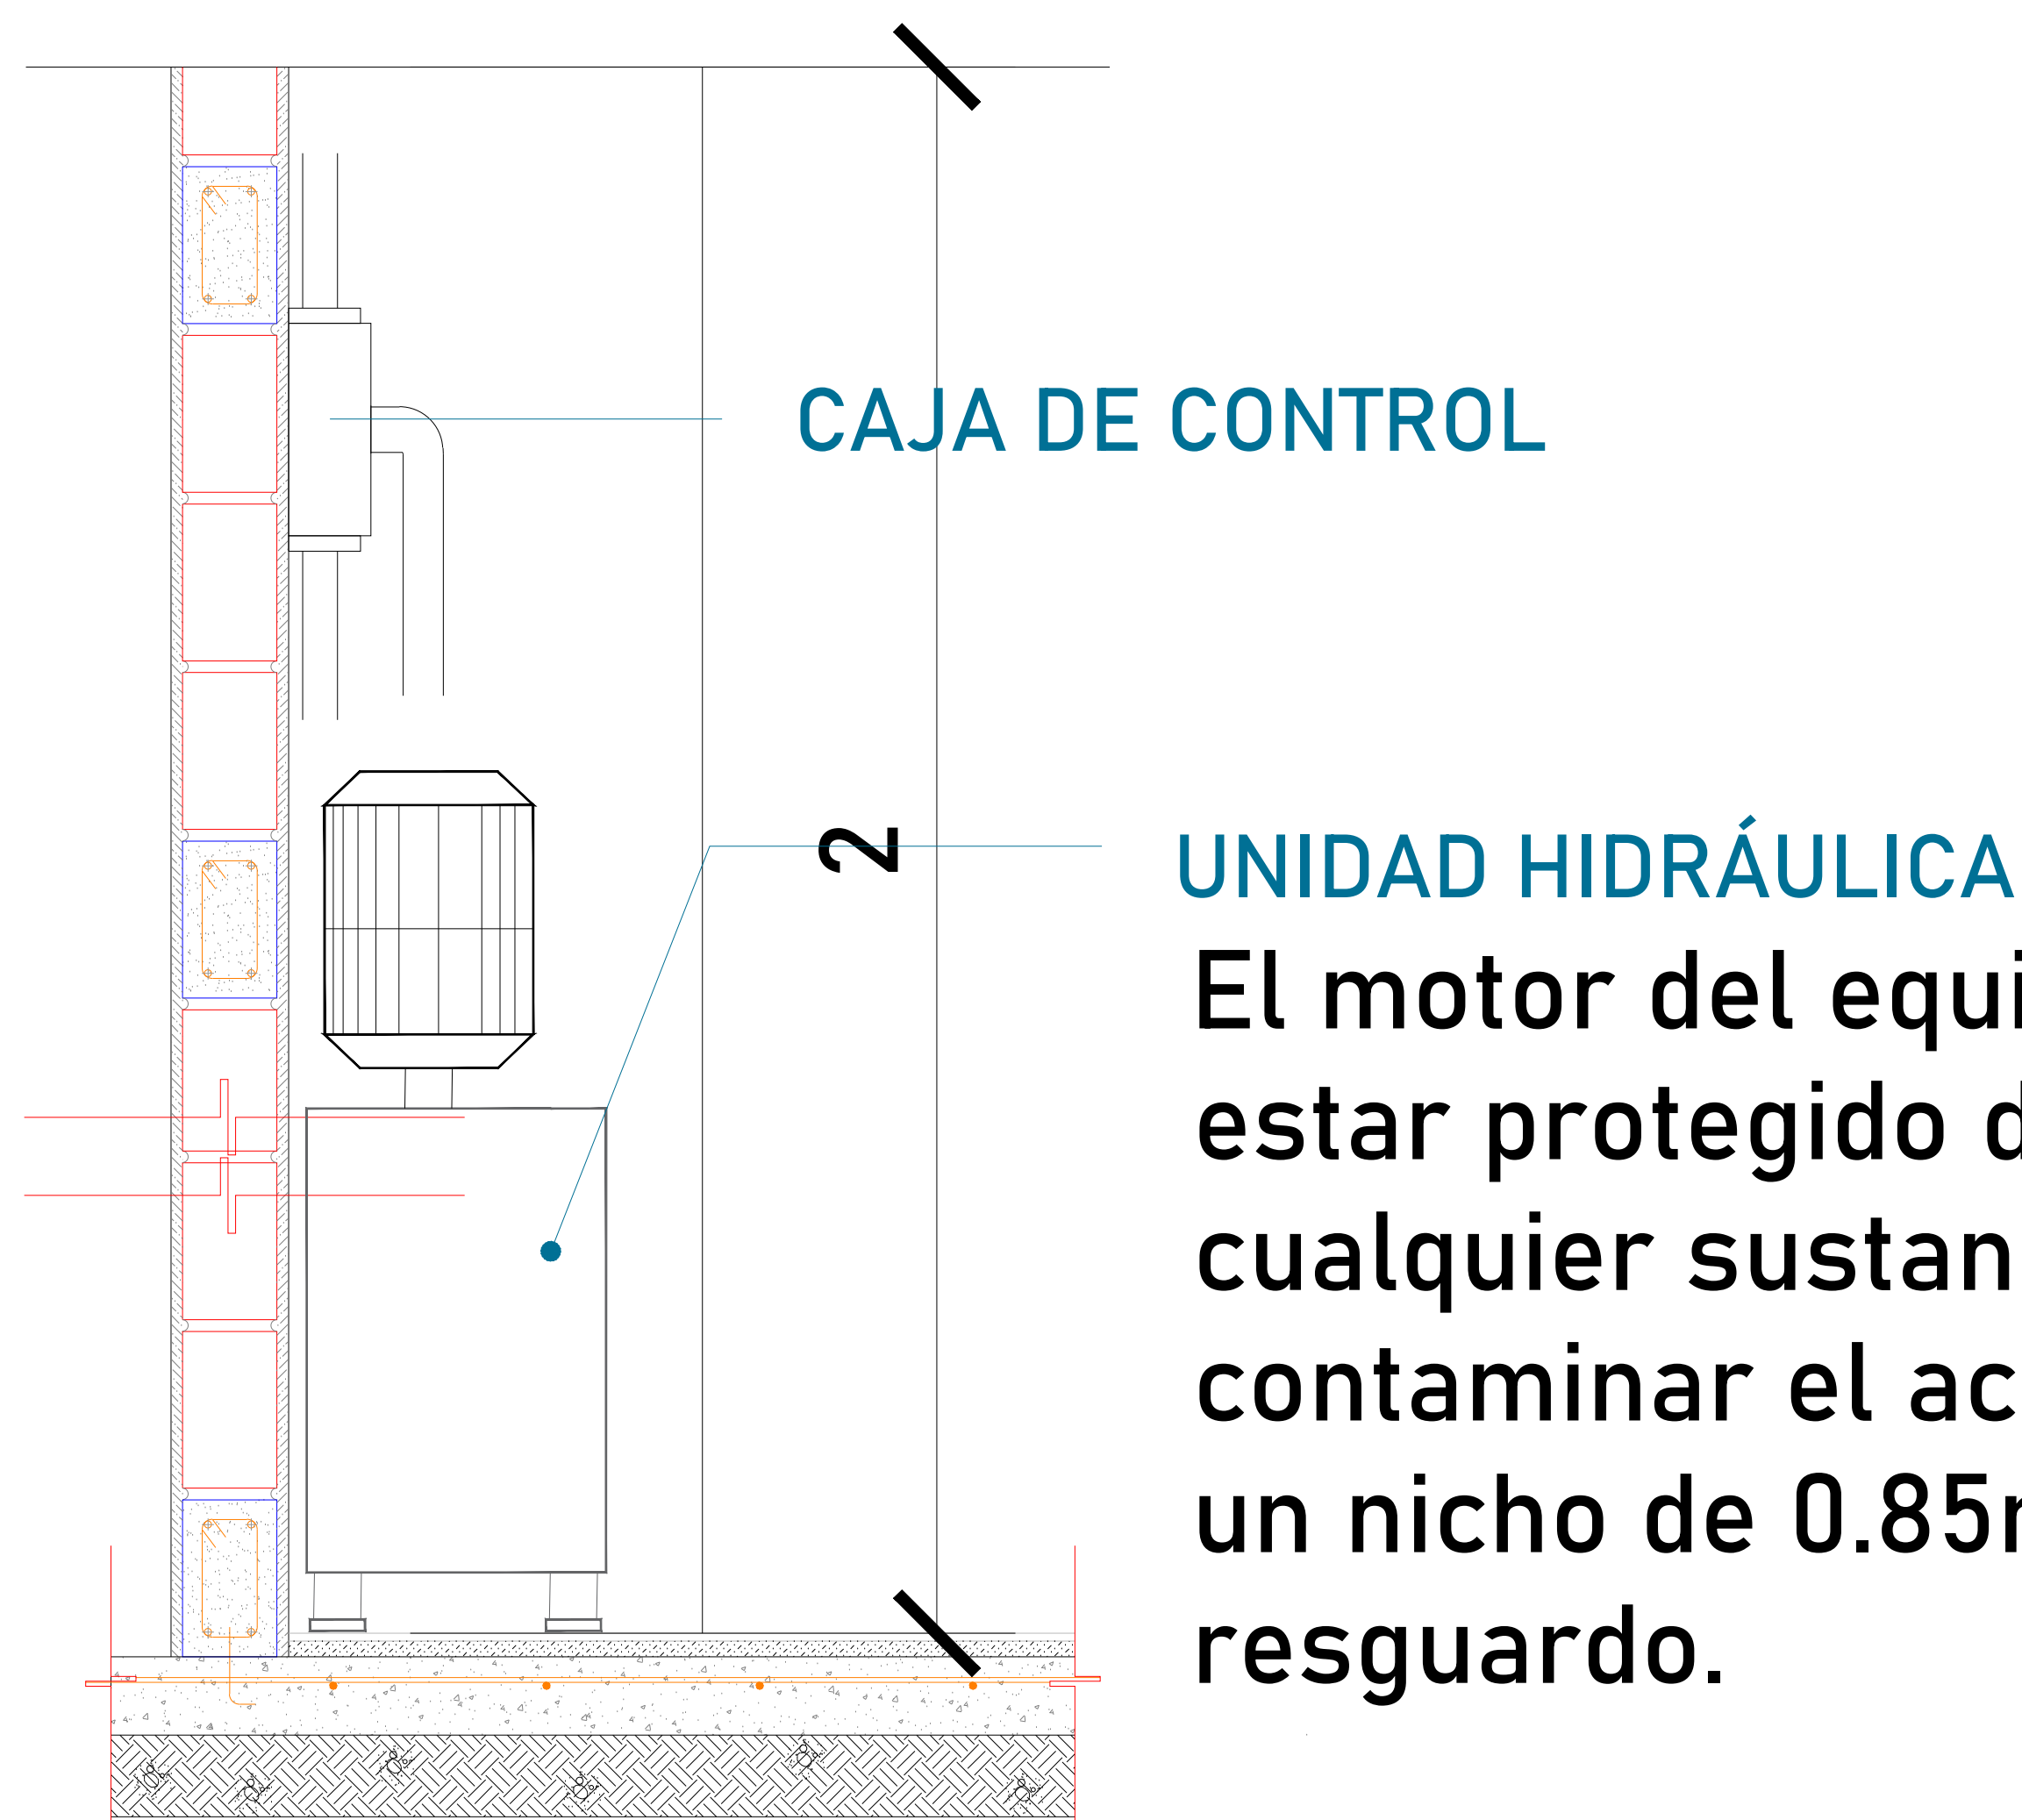 CAJA DE CONTROL
2
UNIDAD HIDRÁULICA
El motor del equi
estar protegido d
cualquier sustan
contaminar el ac
un nicho de 0.85
resguardo.